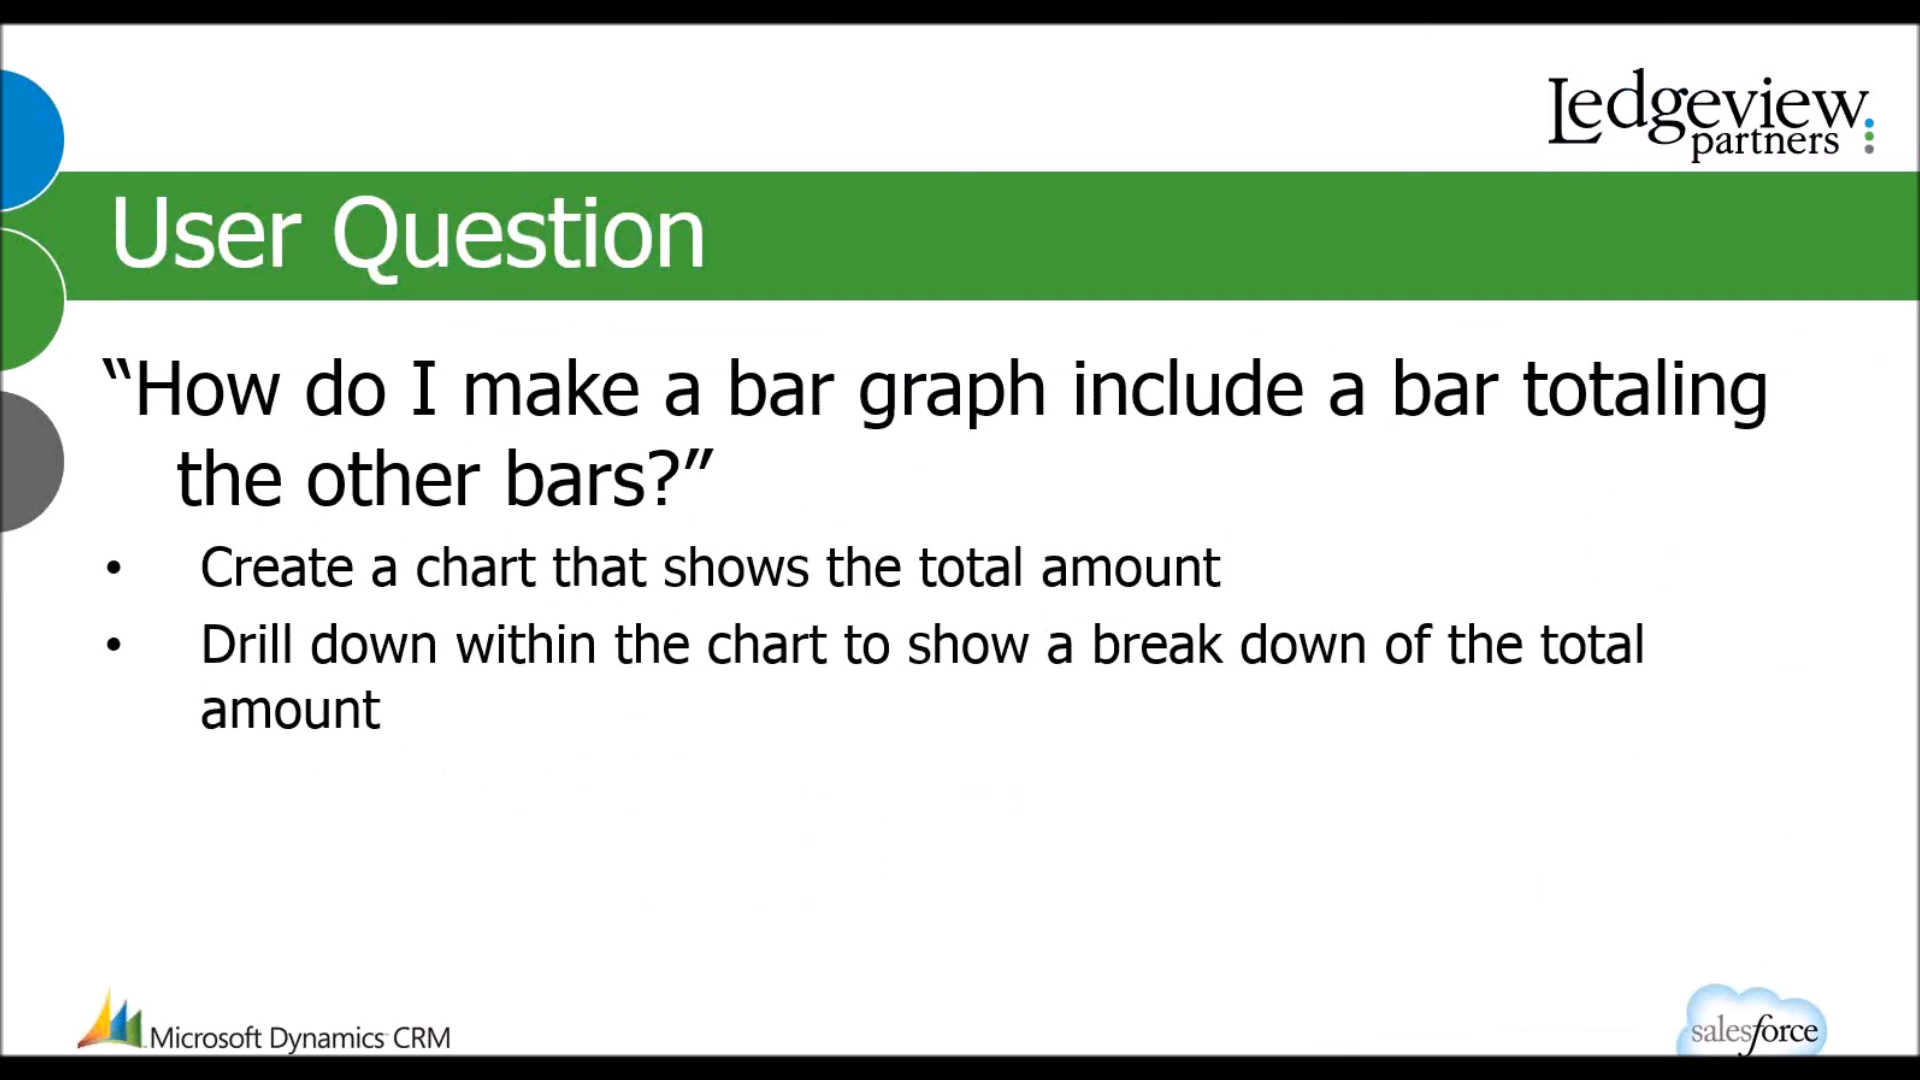 Ledgeview
partners
User Question
“How do I make a bar graph include a bar totaling
the other bars?”
• Create a chart that shows the total amount
• Drill down within the chart to show a break down of the total
amount
Microsoft Dynamics CRM
salesforce